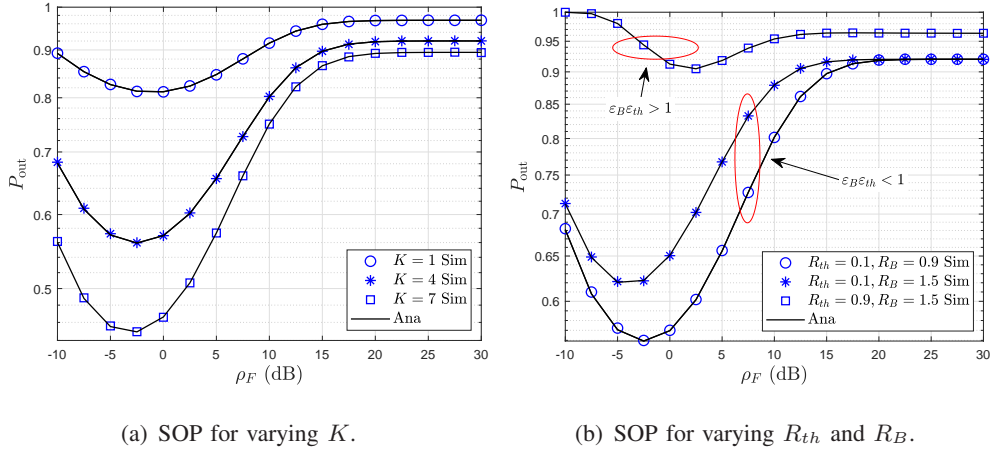 1
0.9
0.8
0.7
0.6
0.5
P_out
-10 -5 0 5 10 15 20 25 30
ρ_F (dB)
K = 1 Sim
K = 4 Sim
K = 7 Sim
Ana
(a) SOP for varying K.
1
0.95
0.9
0.85
0.8
0.75
0.7
0.65
0.6
P_out
ε_Bε_th > 1
ε_Bε_th < 1
R_th = 0.1, R_B = 0.9 Sim
R_th = 0.1, R_B = 1.5 Sim
R_th = 0.9, R_B = 1.5 Sim
Ana
-10 -5 0 5 10 15 20 25 30
ρ_F (dB)
(b) SOP for varying R_th and R_B.